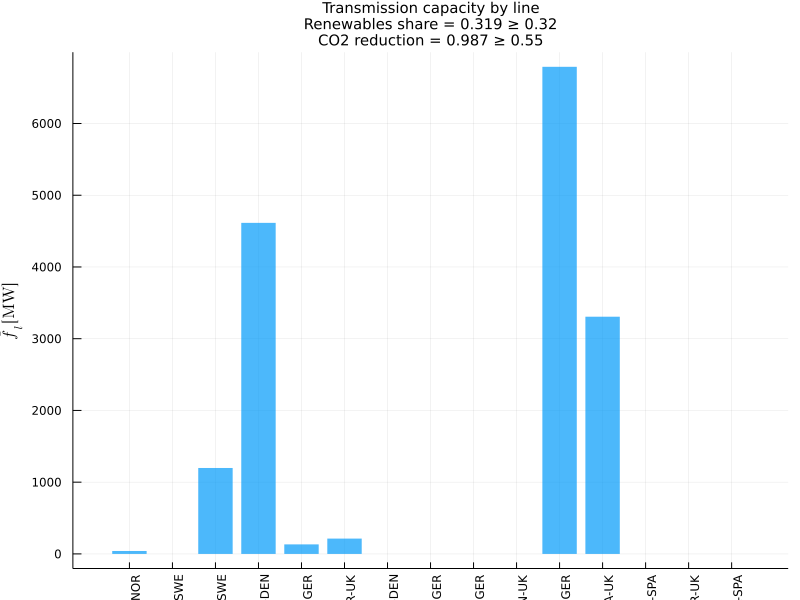 Transmission capacity by line
Renewables share = 0.319 ≥ 0.32
CO2 reduction = 0.987 ≥ 0.55
6000
5000
4000
3000
2000
1000
0
f̄_l [MW]
NOR
SWE
SWE
DEN
GER
R-UK
DEN
GER
GER
N-UK
GER
A-UK
-SPA
R-UK
-SPA